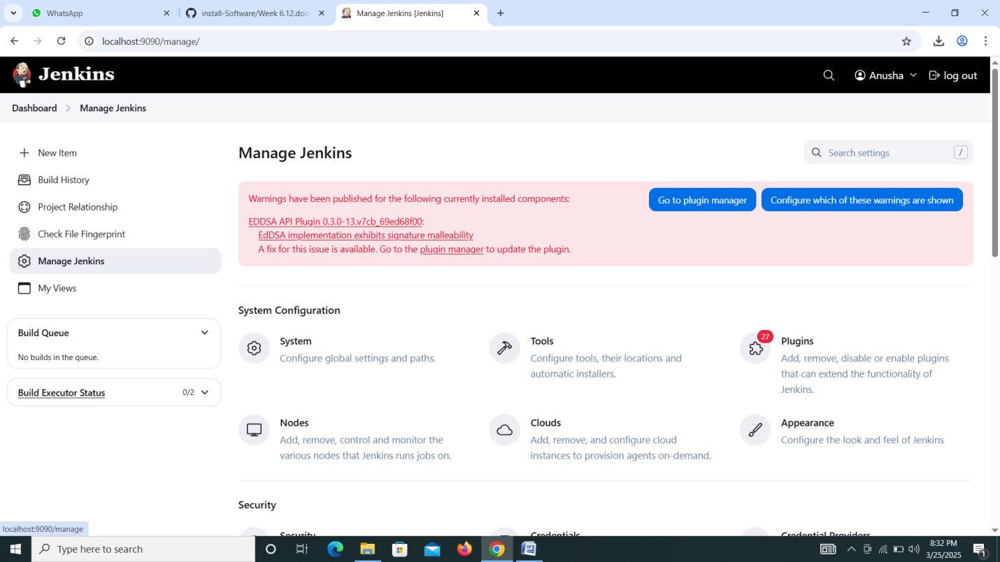 WhatsApp
install-Software/Week 6.12.doc
Manage Jenkins [Jenkins]
localhost:9090/manage/
Jenkins
Anusha
log out
Dashboard
Manage Jenkins
New Item
Build History
Project Relationship
Check File Fingerprint
Manage Jenkins
My Views
Build Queue
No builds in the queue.
Build Executor Status
0/2
Manage Jenkins
Search settings
/
Warnings have been published for the following currently installed components:
Go to plugin manager
Configure which of these warnings are shown
EDDSA API Plugin 0.3.0-13.v7cb_69ed68f00:
EdDSA implementation exhibits signature malleability
A fix for this issue is available. Go to the plugin manager to update the plugin.
System Configuration
System
Configure global settings and paths.
Tools
Configure tools, their locations and
automatic installers.
27
Plugins
Add, remove, disable or enable plugins
that can extend the functionality of
Jenkins.
Nodes
Add, remove, control and monitor the
various nodes that Jenkins runs jobs on.
Clouds
Add, remove, and configure cloud
instances to provision agents on-demand.
Appearance
Configure the look and feel of Jenkins
Security
Security
Credentials
Credential Providers
localhost:9090/manage
Type here to search
8:32 PM
3/25/2025
1